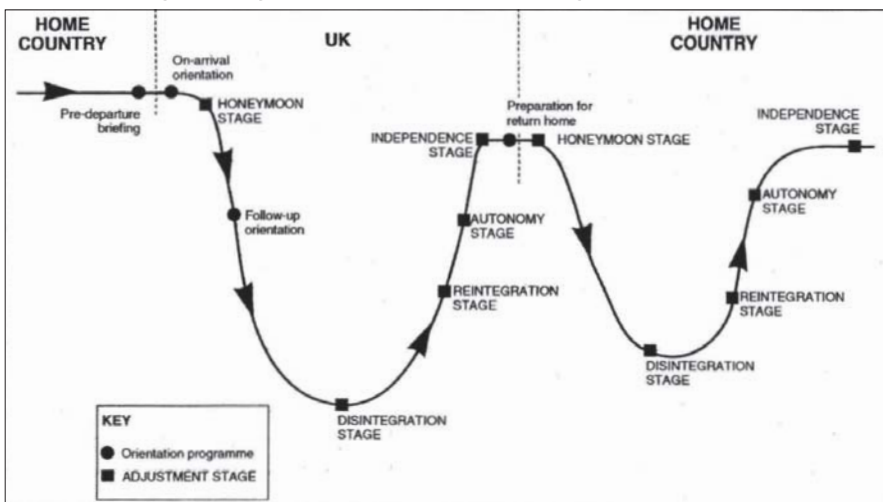 HOME
COUNTRY
UK
HOME
COUNTRY
On-arrival
orientation
Pre-departure
briefing
HONEYMOON
STAGE
Follow-up
orientation
DISINTEGRATION
STAGE
REINTEGRATION
STAGE
AUTONOMY
STAGE
INDEPENDENCE
STAGE
Preparation for
return home
HONEYMOON STAGE
DISINTEGRATION
STAGE
REINTEGRATION
STAGE
AUTONOMY
STAGE
INDEPENDENCE
STAGE
KEY
Orientation programme
ADJUSTMENT STAGE